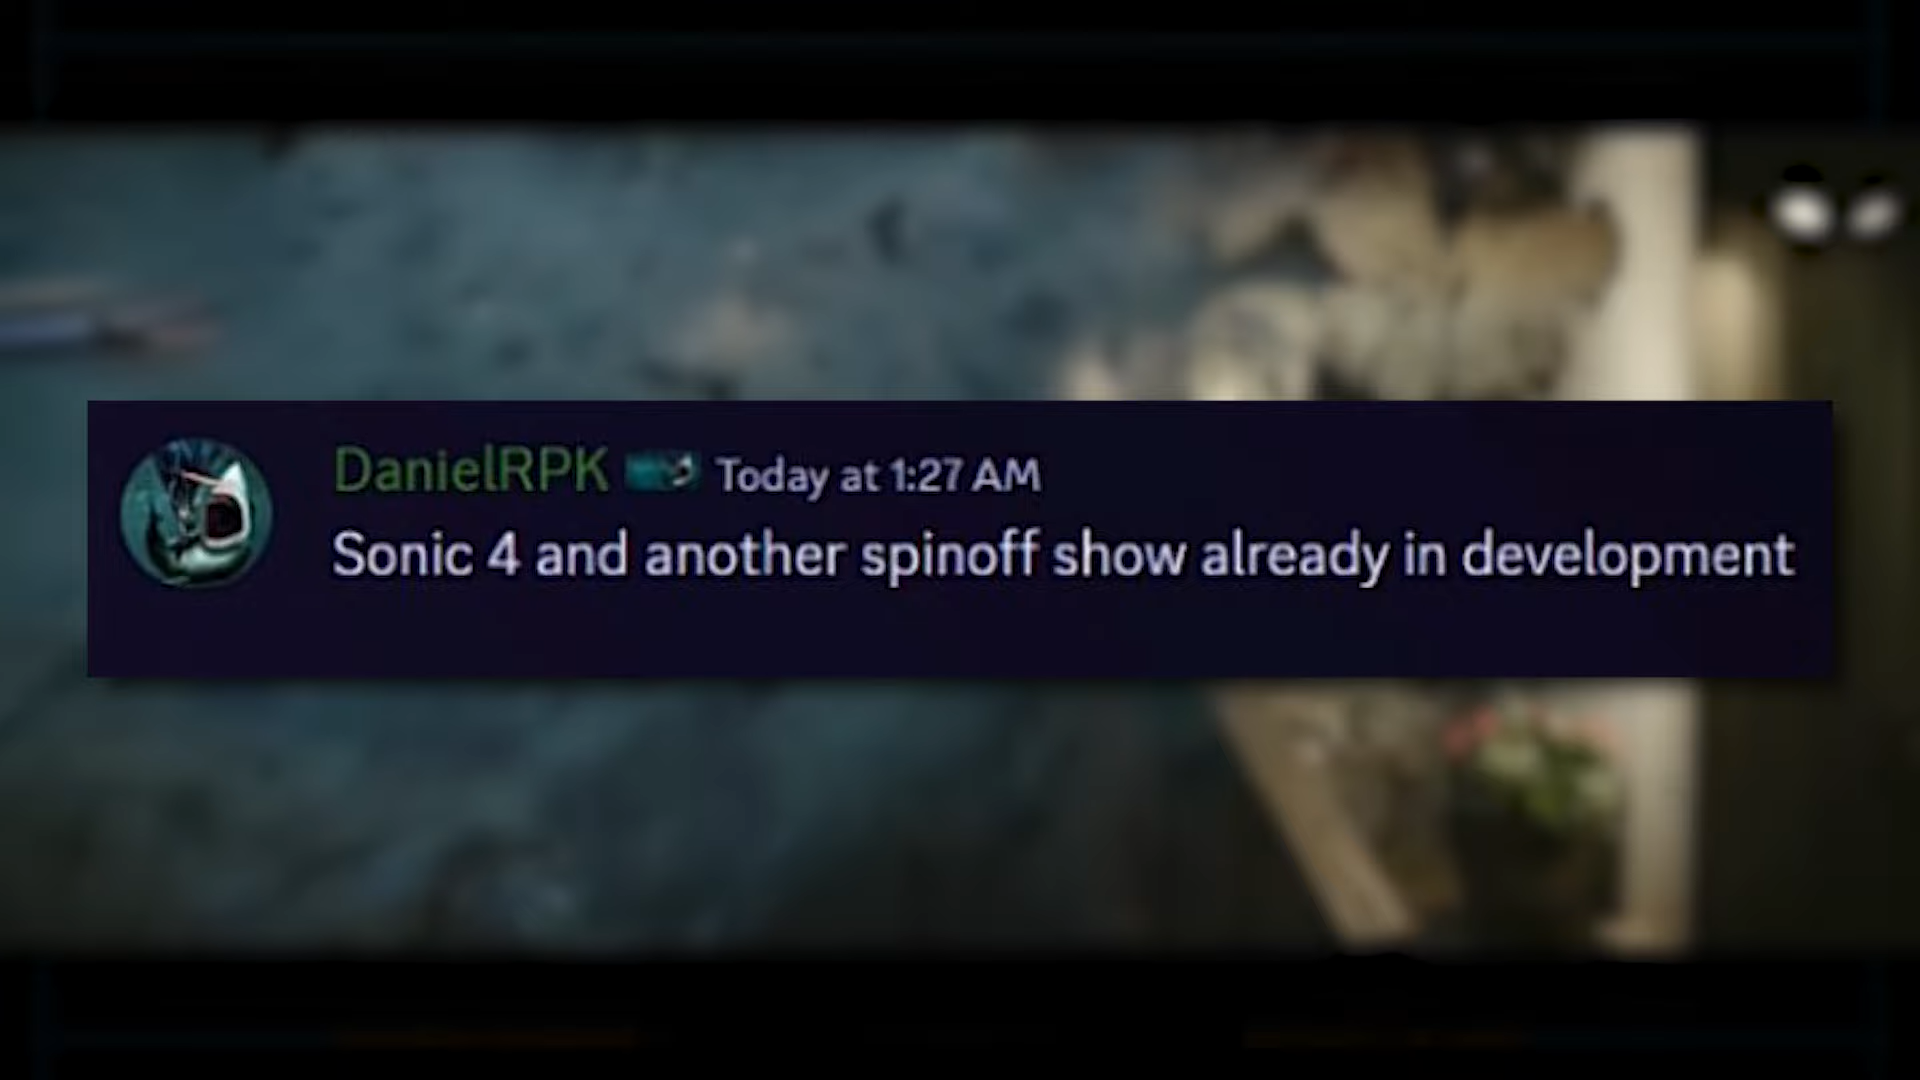 DanielRPK Today at 1:27 AM
Sonic 4 and another spinoff show already in development